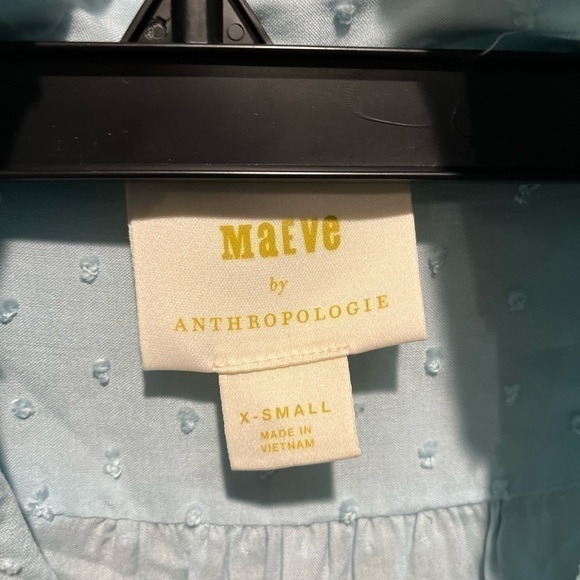 MaEVe
by
ANTHROPOLOGIE
X-SMALL
MADE IN
VIETNAM